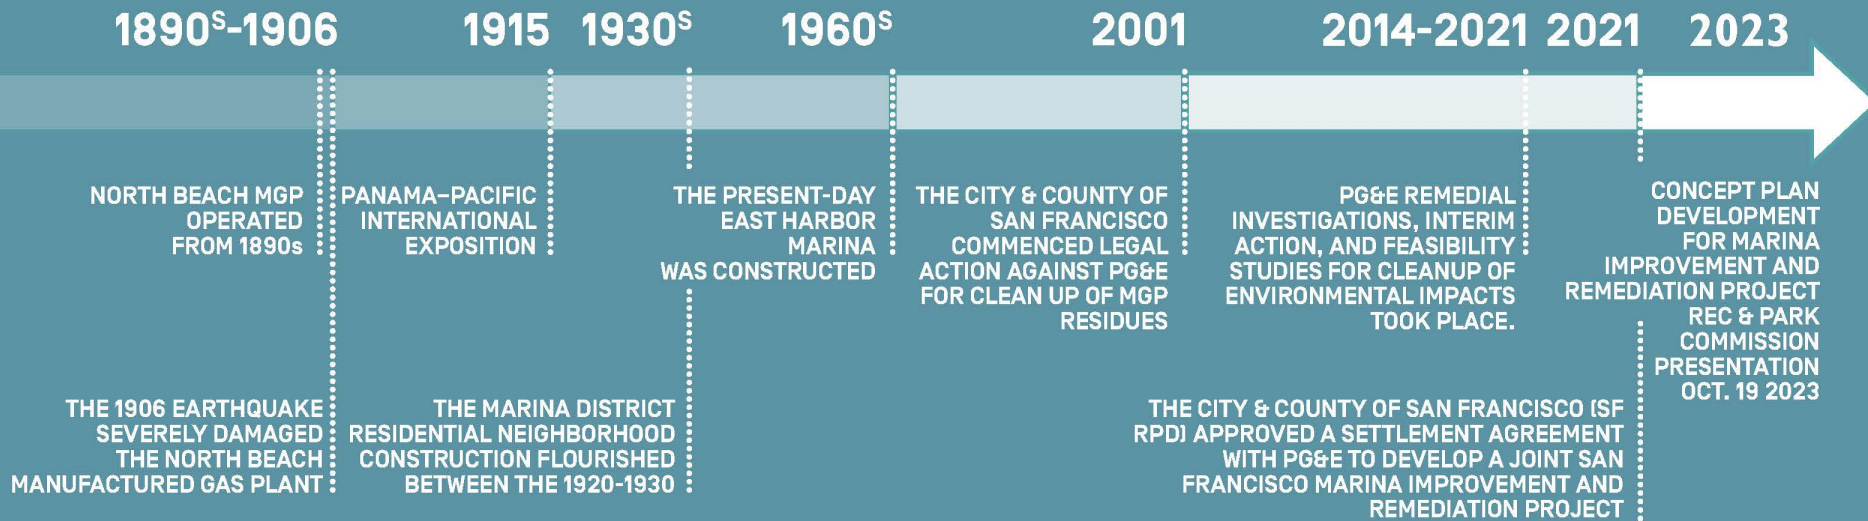 1890S-1906
1915
1930S
1960S
2001
2014-2021
2021
2023
NORTH BEACH MGP
OPERATED
FROM 1890s
THE 1906 EARTHQUAKE
SEVERELY DAMAGED
THE NORTH BEACH
MANUFACTURED GAS PLANT
PANAMA–PACIFIC
INTERNATIONAL
EXPOSITION
THE MARINA DISTRICT
RESIDENTIAL NEIGHBORHOOD
CONSTRUCTION FLOURISHED
BETWEEN THE 1920-1930
THE PRESENT-DAY
EAST HARBOR
MARINA
WAS CONSTRUCTED
THE CITY & COUNTY OF
SAN FRANCISCO
COMMENCED LEGAL
ACTION AGAINST PG&E
FOR CLEAN UP OF MGP
RESIDUES
PG&E REMEDIAL
INVESTIGATIONS, INTERIM
ACTION, AND FEASIBILITY
STUDIES FOR CLEANUP OF
ENVIRONMENTAL IMPACTS
TOOK PLACE.
THE CITY & COUNTY OF SAN FRANCISCO (SF
RPD) APPROVED A SETTLEMENT AGREEMENT
WITH PG&E TO DEVELOP A JOINT SAN
FRANCISCO MARINA IMPROVEMENT AND
REMEDIATION PROJECT
CONCEPT PLAN
DEVELOPMENT
FOR MARINA
IMPROVEMENT AND
REMEDIATION PROJECT
REC & PARK
COMMISSION
PRESENTATION
OCT. 19 2023